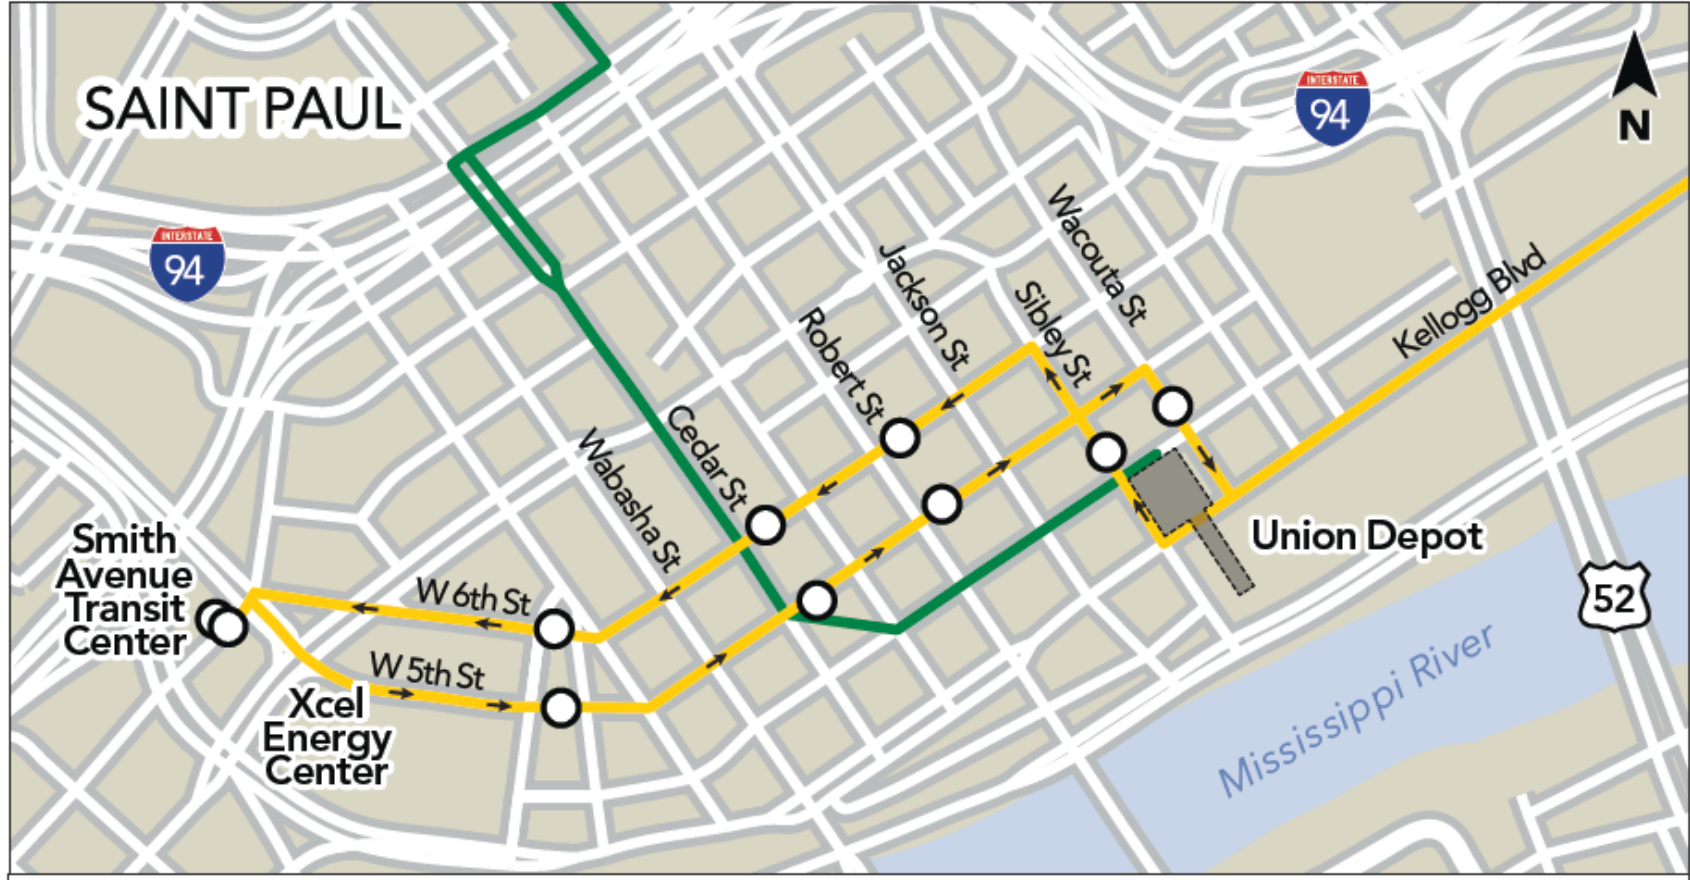 SAINT PAUL
INTERSTATE
94
N
INTERSTATE
94
Wacouta St
Jackson St
Sibley St
Robert St
Kellogg Blvd
Cedar St
Wabasha St
Union Depot
Smith
Avenue
Transit
Center
W 6th St
W 5th St
Xcel
Energy
Center
52
Mississippi River